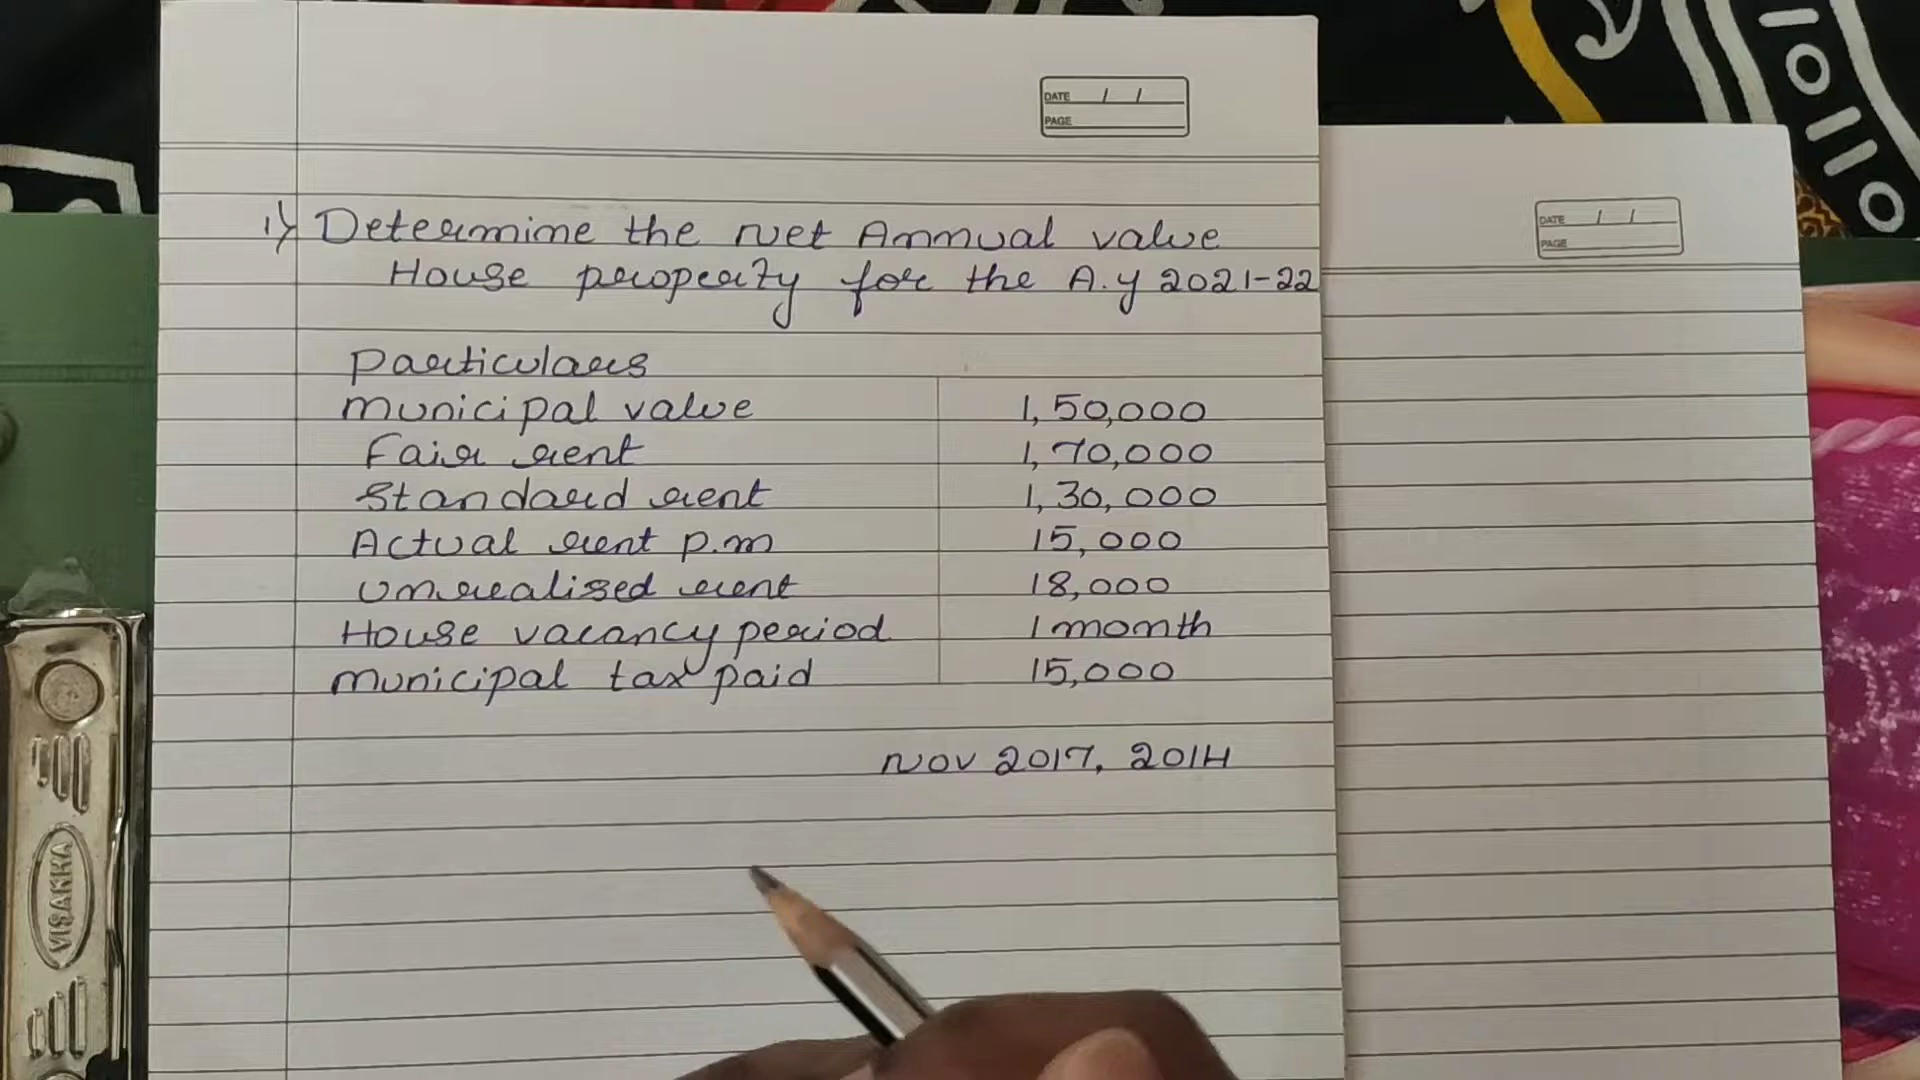 DATE / /
PAGE
DATE / /
PAGE
1) Determine the Net Annual value
House property for the A.y 2021-22
Particulars
Municipal value 1,50,000
Fair rent 1,70,000
Standard rent 1,30,000
Actual rent p.m 15,000
Unrealised rent 18,000
House vacancy period 1 month
Municipal tax paid 15,000
Nov 2017, 2014
VISAKHA